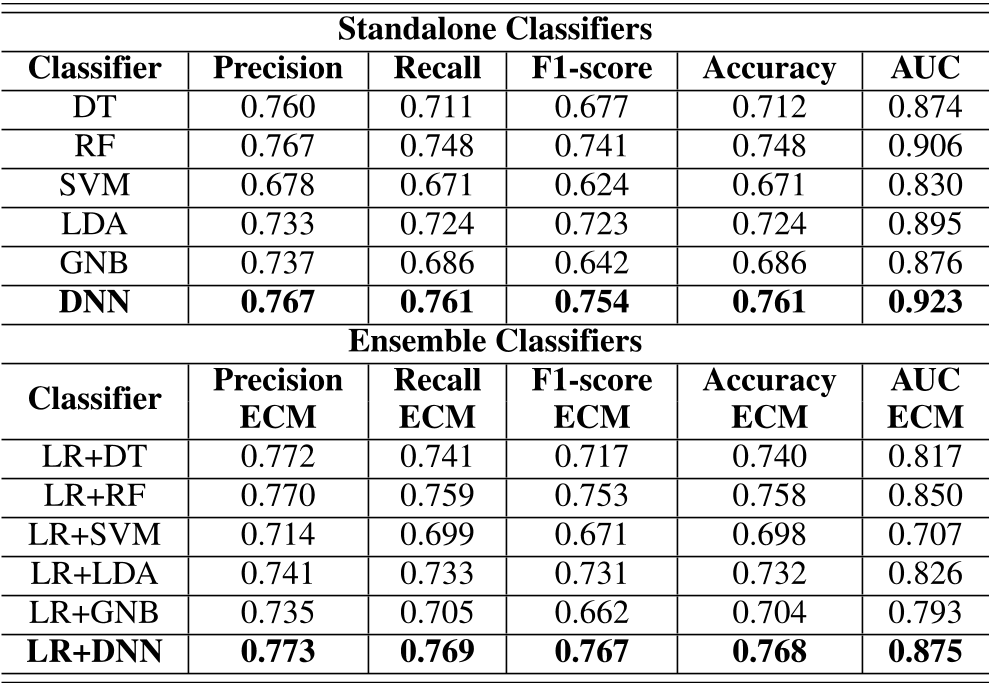 Standalone Classifiers
Classifier Precision Recall F1-score Accuracy AUC
DT 0.760 0.711 0.677 0.712 0.874
RF 0.767 0.748 0.741 0.748 0.906
SVM 0.678 0.671 0.624 0.671 0.830
LDA 0.733 0.724 0.723 0.724 0.895
GNB 0.737 0.686 0.642 0.686 0.876
DNN 0.767 0.761 0.754 0.761 0.923
Ensemble Classifiers
Classifier Precision Recall F1-score Accuracy AUC
ECM ECM ECM ECM ECM
LR+DT 0.772 0.741 0.717 0.740 0.817
LR+RF 0.770 0.759 0.753 0.758 0.850
LR+SVM 0.714 0.699 0.671 0.698 0.707
LR+LDA 0.741 0.733 0.731 0.732 0.826
LR+GNB 0.735 0.705 0.662 0.704 0.793
LR+DNN 0.773 0.769 0.767 0.768 0.875